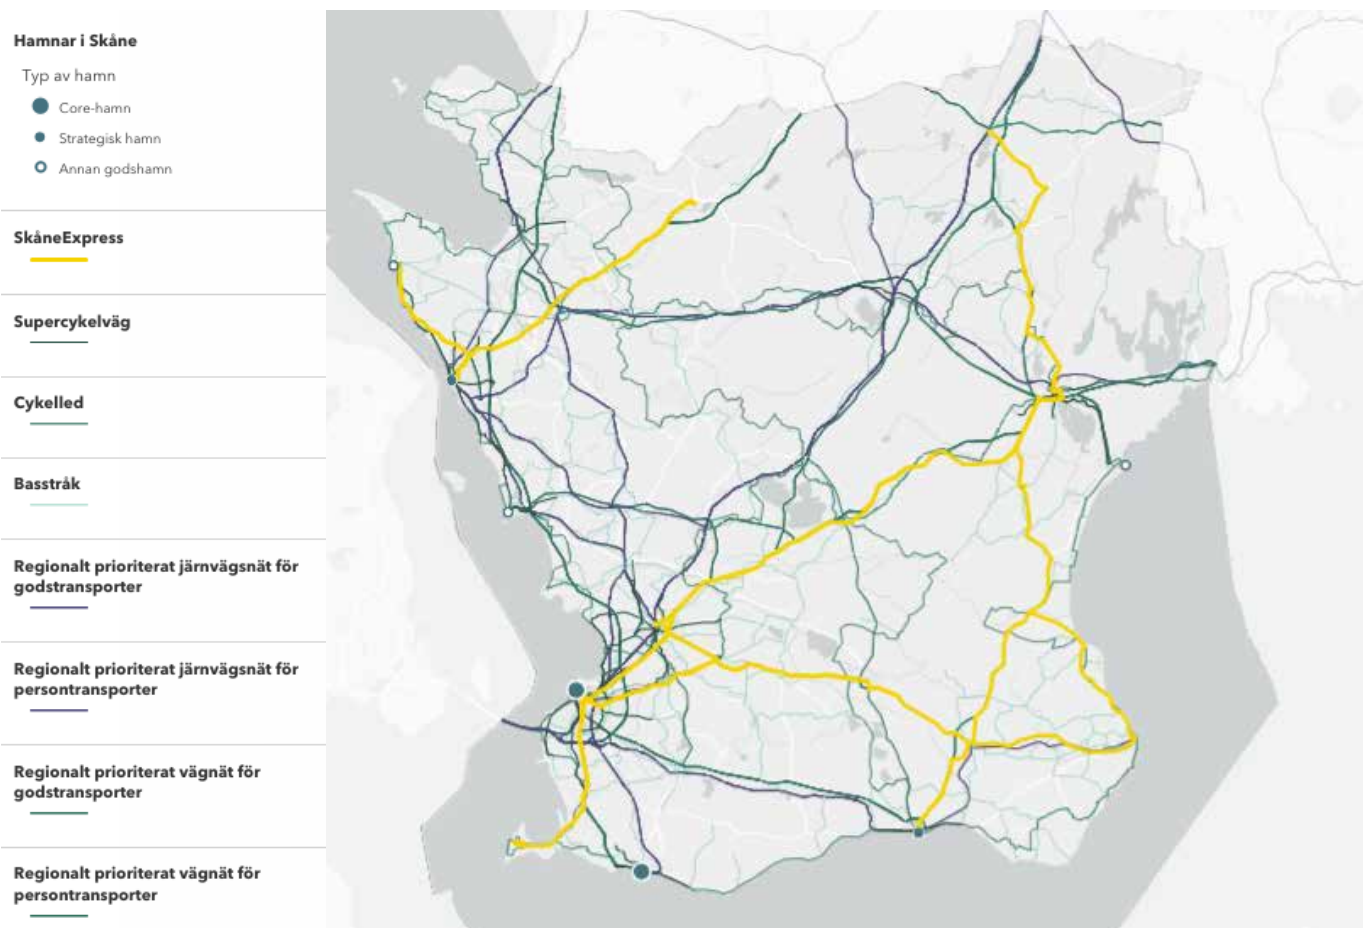 Hamnar i Skåne
Typ av hamn
Core-hamn
Strategisk hamn
Annan godshamn
SkåneExpress
Supercykelväg
Cykelled
Basstråk
Regionalt prioriterat järnvägsnät för
godstransporter
Regionalt prioriterat järnvägsnät för
persontransporter
Regionalt prioriterat vägnät för
godstransporter
Regionalt prioriterat vägnät för
persontransporter